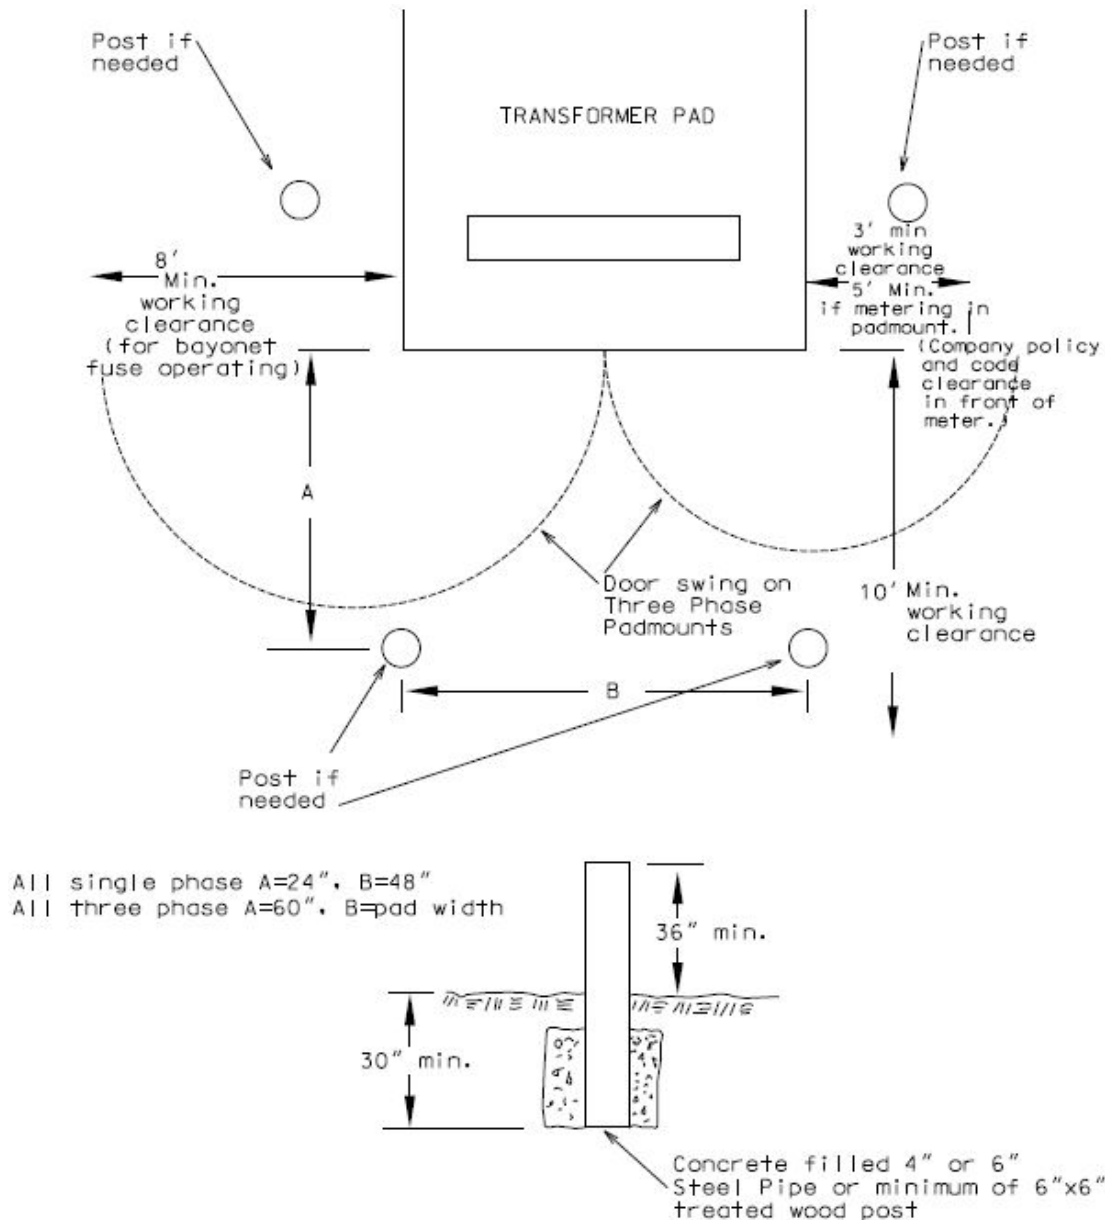 Post if
needed
Post if
needed
TRANSFORMER PAD
8'
Min.
working
clearance
(for bayonet
fuse operating)
3' min
working
clearance
5' Min.
if metering in
padmount.
(Company policy
and code
clearance
in front of
meter.)
A
Door swing on
Three Phase
Padmounts
10' Min.
working
clearance
B
Post if
needed
All single phase A=24", B=48"
All three phase A=60", B=pad width
36" min.
30" min.
Concrete filled 4" or 6"
Steel Pipe or minimum of 6"x6"
treated wood post